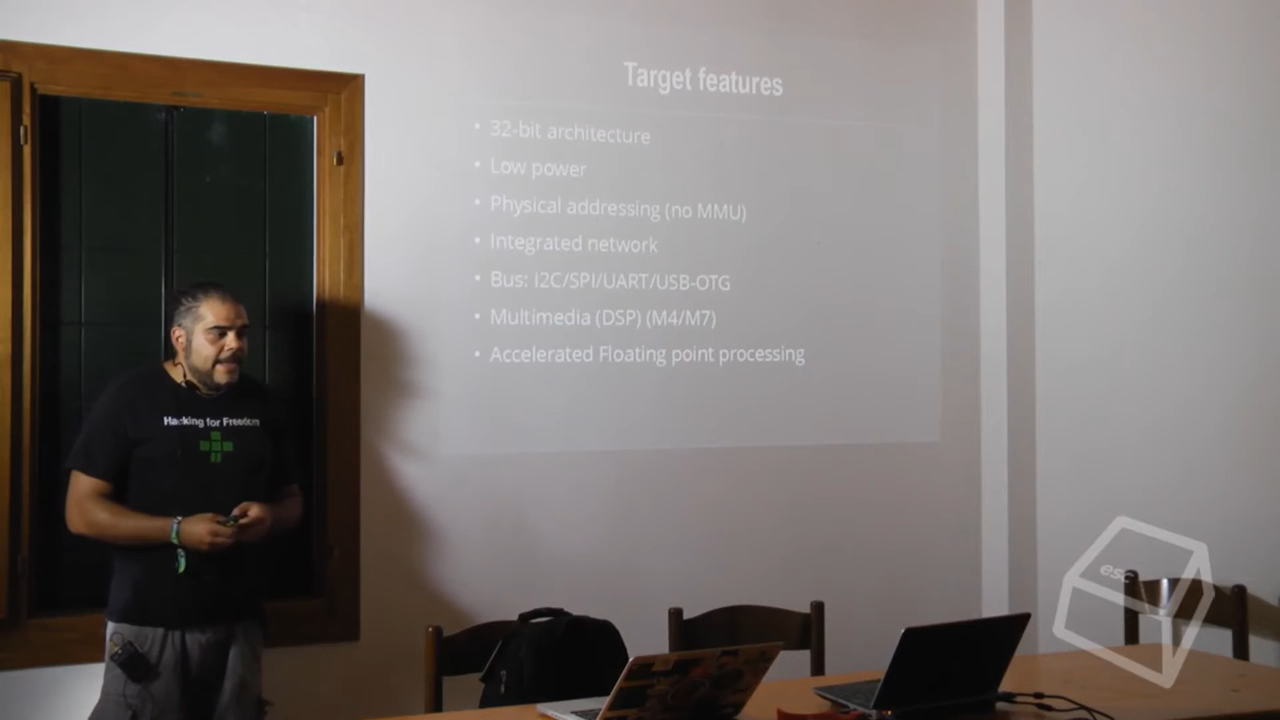 Target features
• 32-bit architecture
• Low power
• Physical addressing (no MMU)
• Integrated network
• Bus: I2C/SPI/UART/USB-OTG
• Multimedia (DSP) (M4/M7)
• Accelerated Floating point processing
Hacking for Freedom
esc